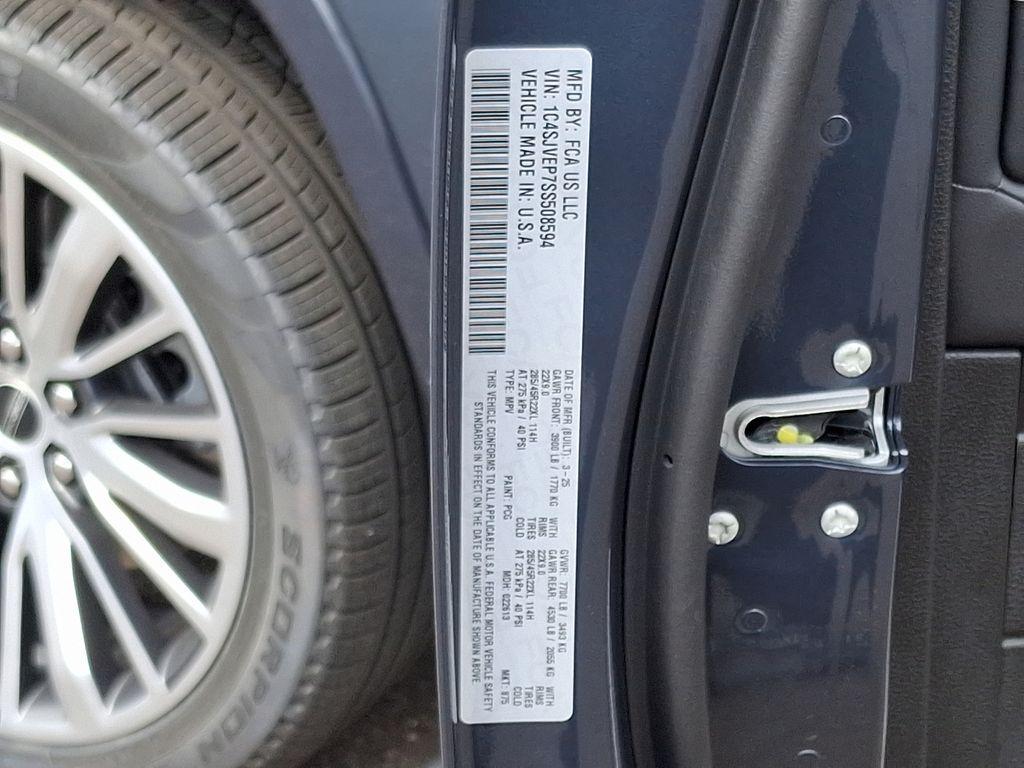 MFD BY: FCA US LLC
VIN: 1C4SJVEP7SS508594
VEHICLE MADE IN: U.S.A.
DATE OF MFR (BUILT): 3-25 GVWR: 7700 LB / 3493 KG
GAWR FRONT: 3900 LB / 1770 KG WITH GAWR REAR: 4530 LB / 2055 KG WITH
22X9.0 RIMS 22X9.0 RIMS
285/45R22XL 114H TIRES 285/45R22XL 114H TIRES
AT 275 kPa / 40 PSI COLD AT 275 kPa / 40 PSI COLD
TYPE: MPV PAINT: PCG MDH: 022613 MKT: 875
THIS VEHICLE CONFORMS TO ALL APPLICABLE U.S.A. FEDERAL MOTOR VEHICLE SAFETY
STANDARDS IN EFFECT ON THE DATE OF MANUFACTURE SHOWN ABOVE
SCORPION